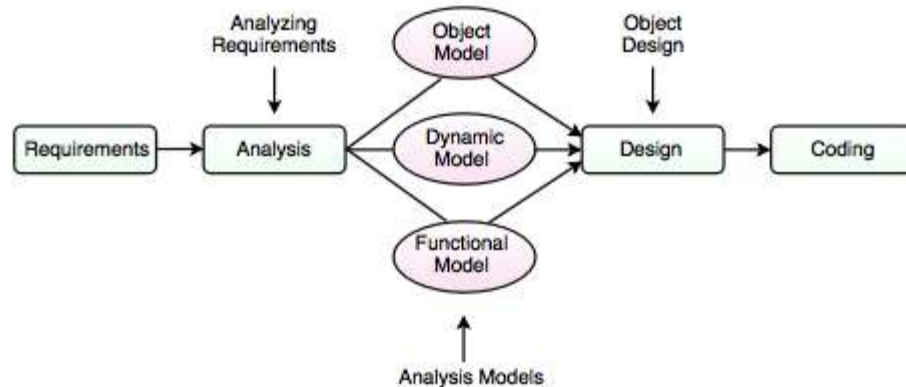 Analyzing
Requirements
Object
Model
Object
Design
Requirements
Analysis
Dynamic
Model
Design
Coding
Functional
Model
Analysis Models